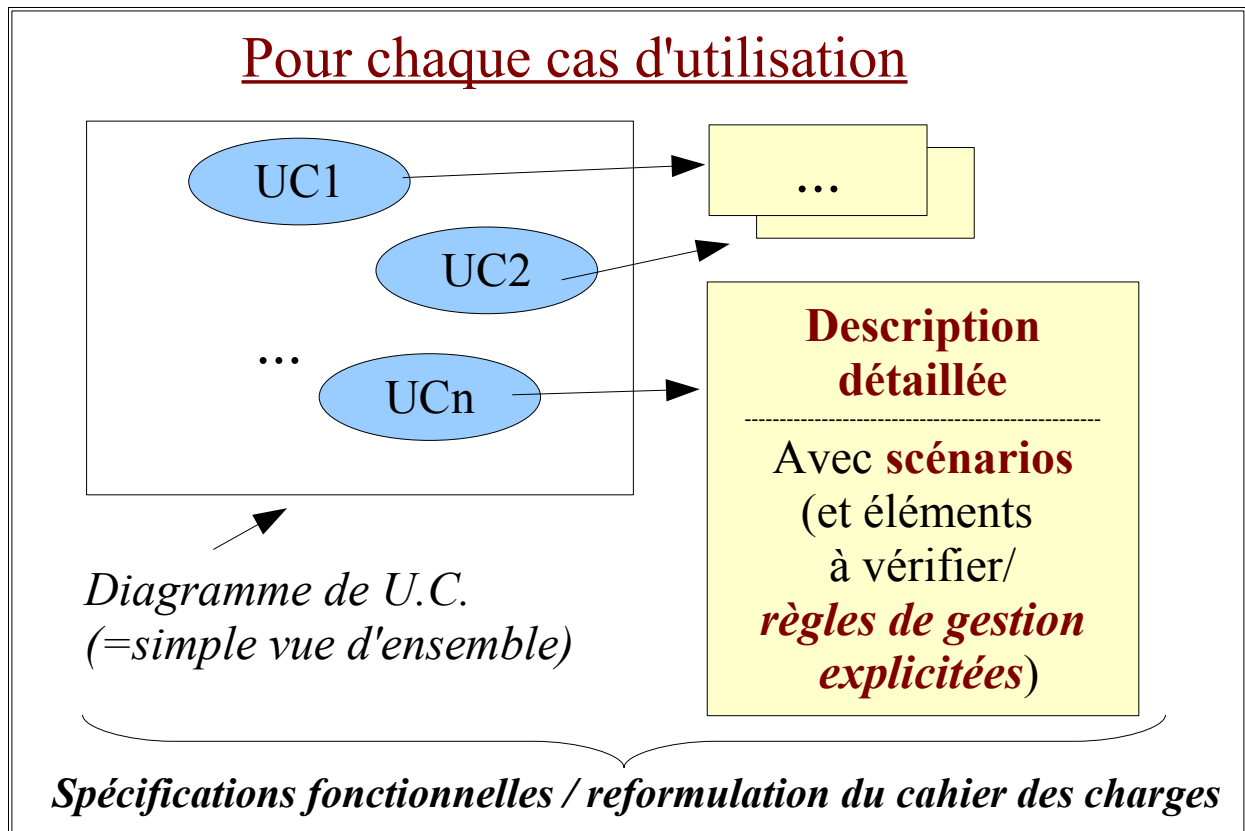 Pour chaque cas d'utilisation
UC1
...
UC2
...
UCn
Description
détaillée
Avec scénarios
(et éléments
à vérifier/
règles de gestion
explicitées)
Diagramme de U.C.
(=simple vue d'ensemble)
Spécifications fonctionnelles / reformulation du cahier des charges